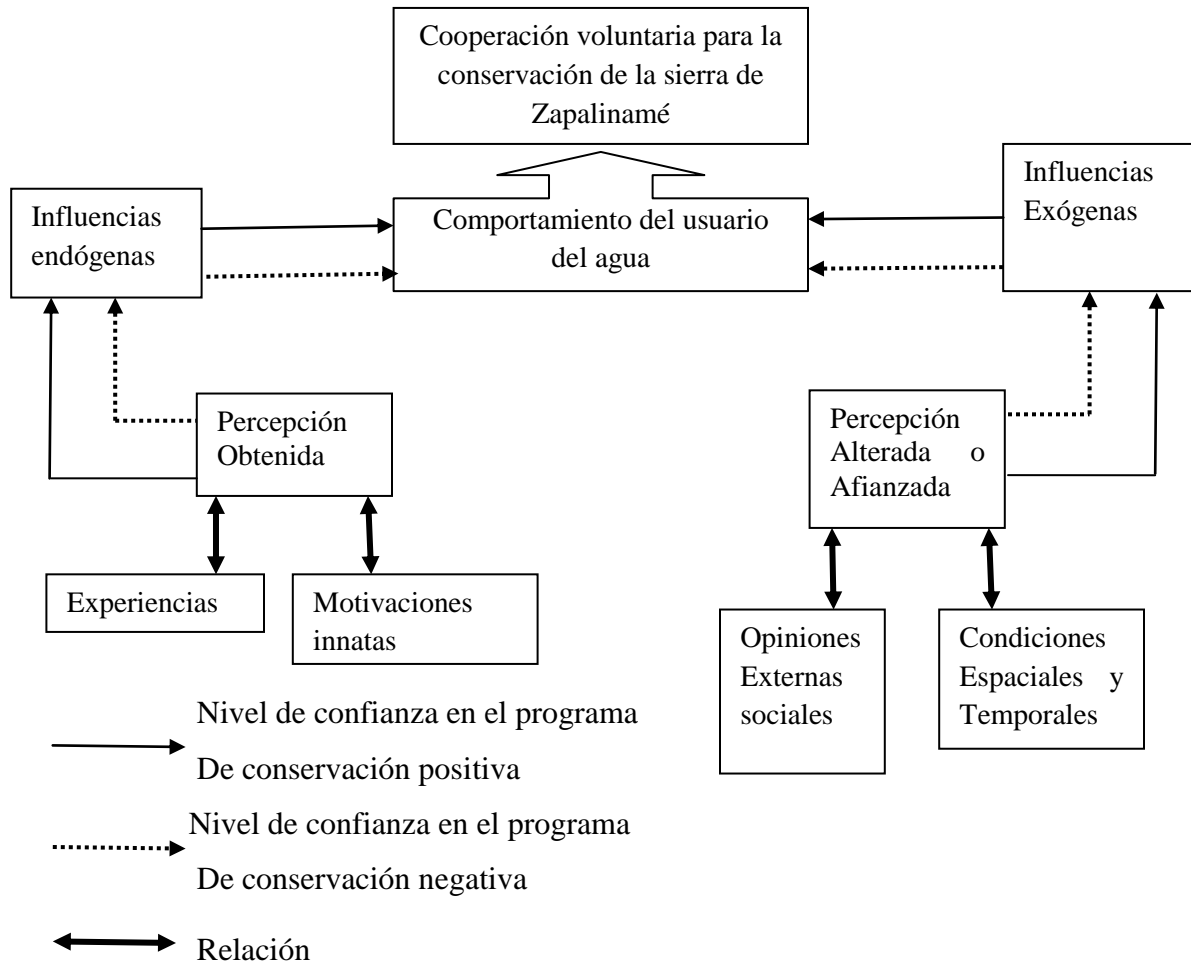 Cooperación voluntaria para la
conservación de la sierra de
Zapalinamé
Influencias
endógenas
Comportamiento del usuario
del agua
Influencias
Exógenas
Percepción
Obtenida
Percepción
Alterada o
Afianzada
Experiencias
Motivaciones
innatas
Opiniones
Externas
sociales
Condiciones
Espaciales y
Temporales
Nivel de confianza en el programa
De conservación positiva
Nivel de confianza en el programa
De conservación negativa
Relación